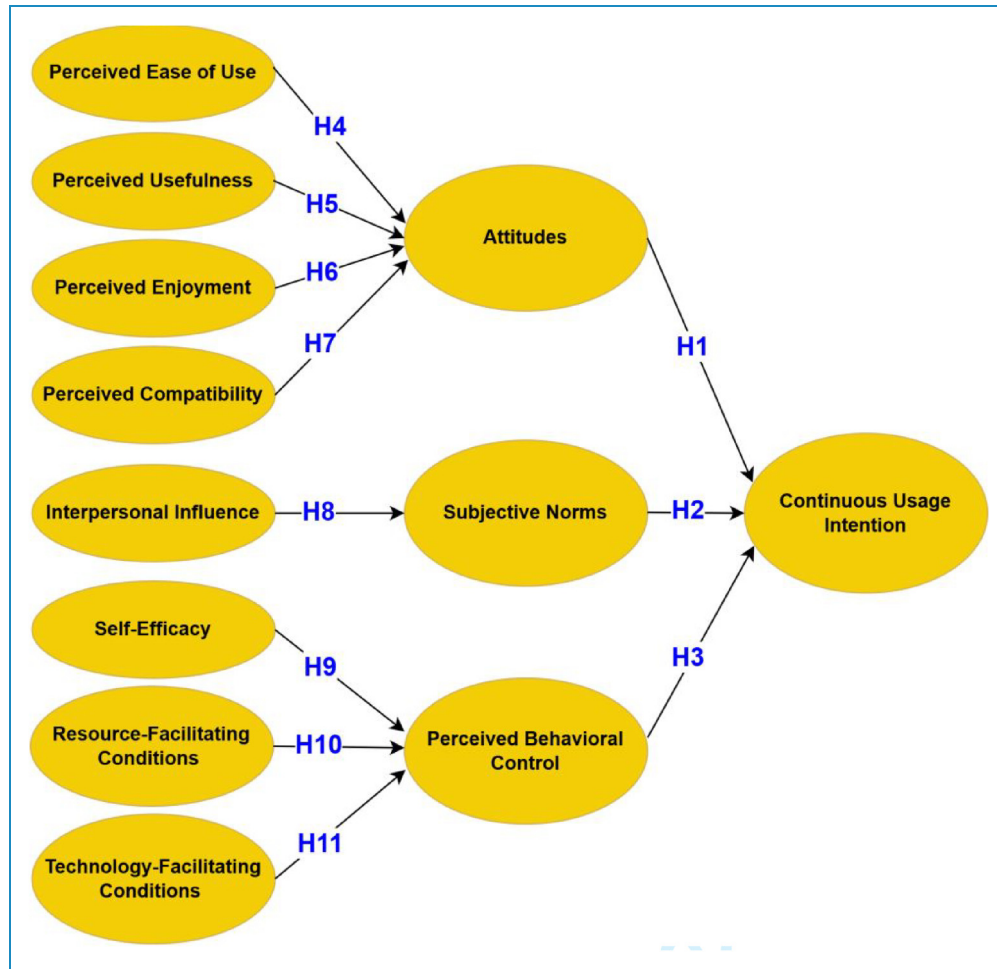 Perceived Ease of Use
H4
Perceived Usefulness
H5
Attitudes
Perceived Enjoyment
H6
Perceived Compatibility
H7
H1
Interpersonal Influence
H8
Subjective Norms
H2
Continuous Usage
Intention
Self-Efficacy
H9
H3
Resource-Facilitating
Conditions
H10
Perceived Behavioral
Control
H11
Technology-Facilitating
Conditions